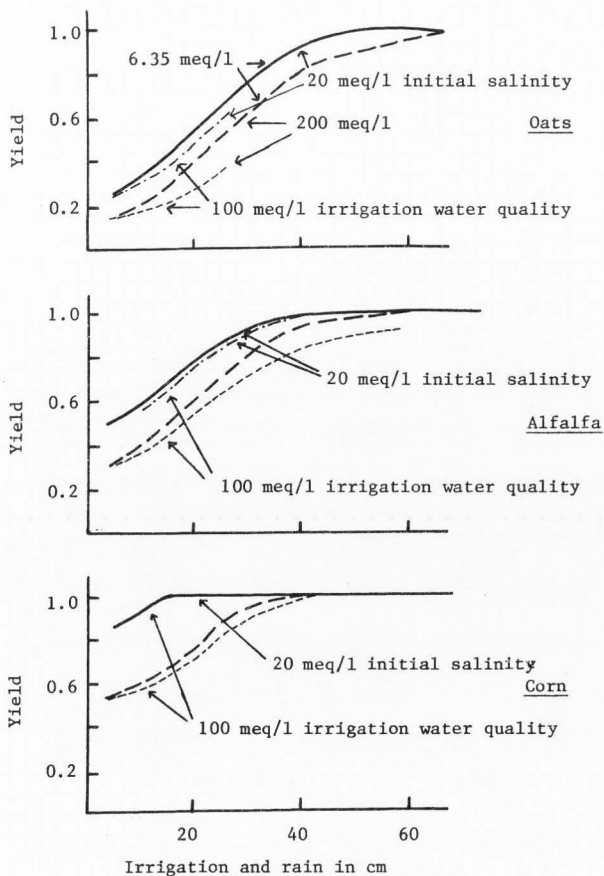 1.0
6.35 meq/l
20 meq/l initial salinity
0.6
200 meq/l
Oats
Yield
0.2
100 meq/l irrigation water quality
1.0
20 meq/l initial salinity
0.6
Alfalfa
Yield
0.2
100 meq/l irrigation water quality
1.0
20 meq/l initial salinity
0.6
Corn
Yield
100 meq/l irrigation water quality
0.2
20 40 60
Irrigation and rain in cm